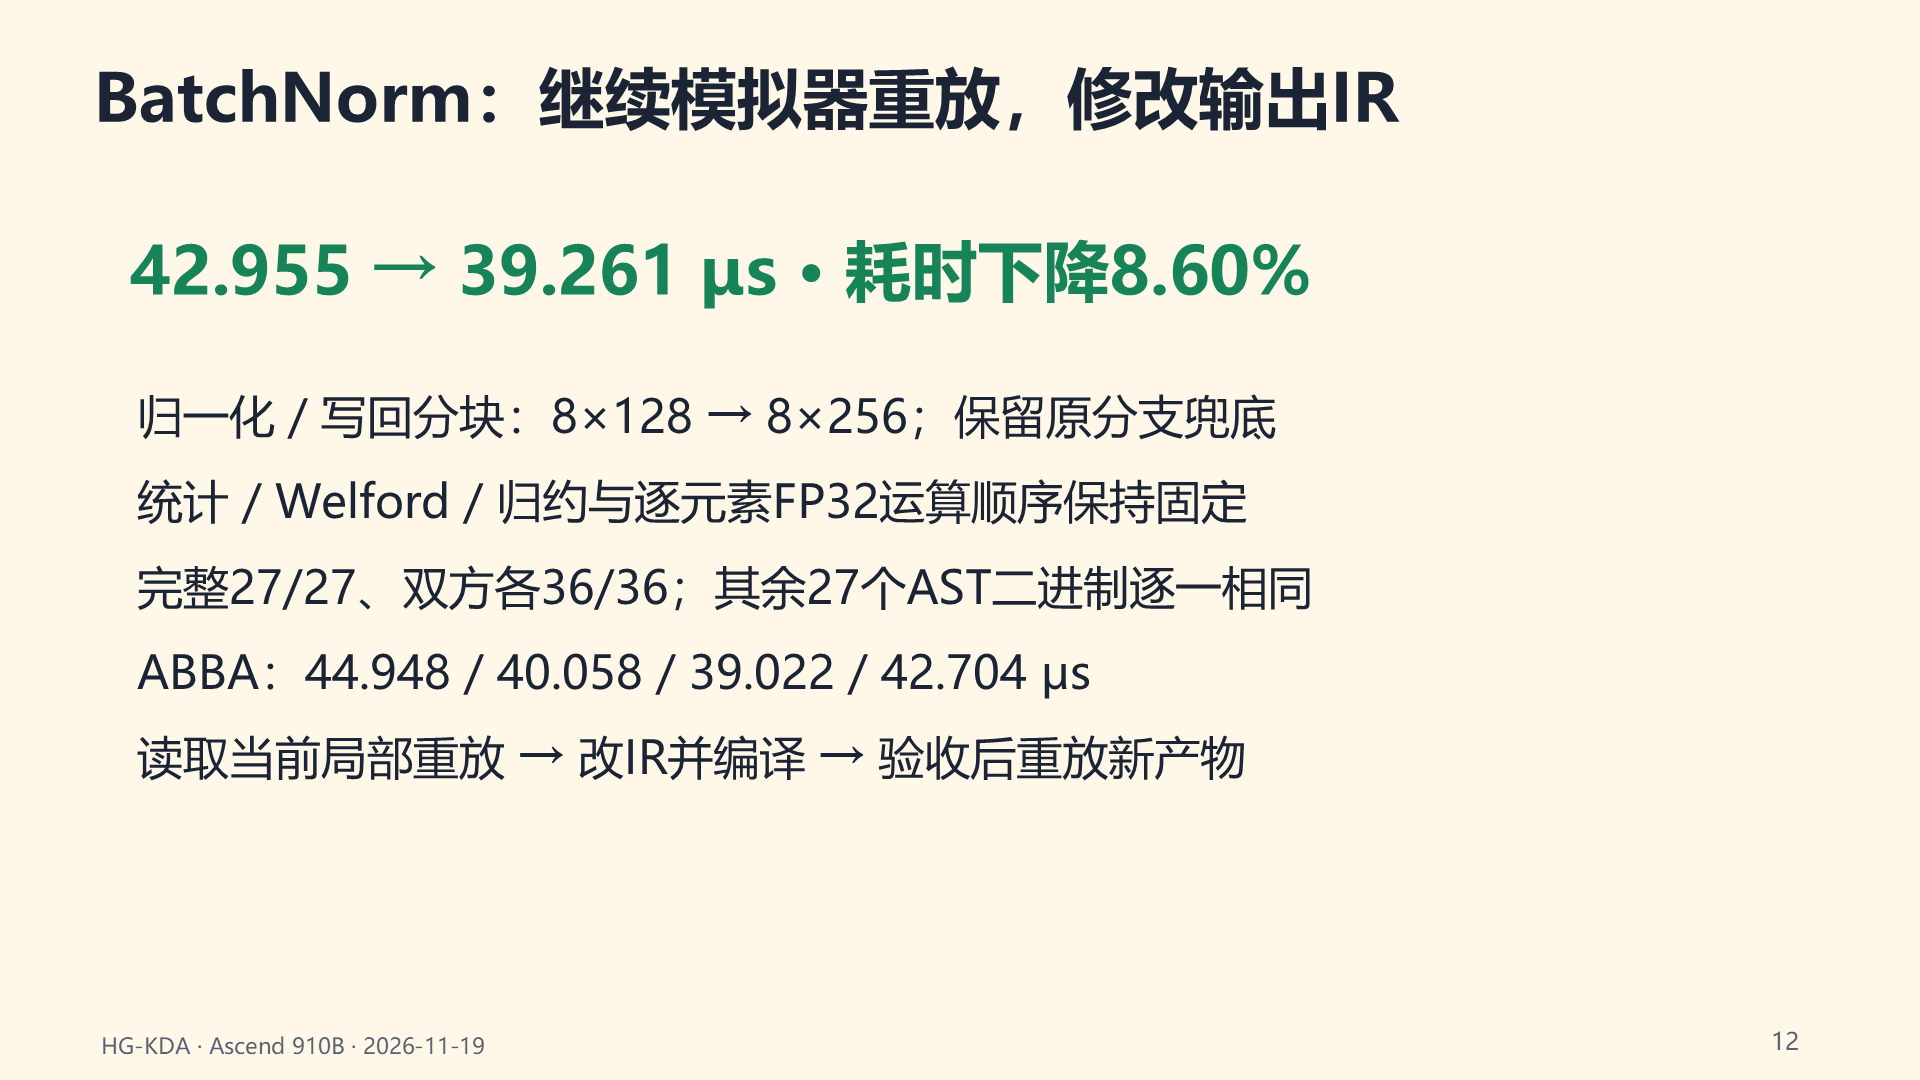 BatchNorm：继续模拟器重放，修改输出IR
42.955 → 39.261 μs • 耗时下降8.60%
归一化 / 写回分块：8×128 → 8×256；保留原分支兜底
统计 / Welford / 归约与逐元素FP32运算顺序保持固定
完整27/27、双方各36/36；其余27个AST二进制逐一相同
ABBA：44.948 / 40.058 / 39.022 / 42.704 μs
读取当前局部重放 → 改IR并编译 → 验收后重放新产物
HG-KDA · Ascend 910B · 2026-11-19
12